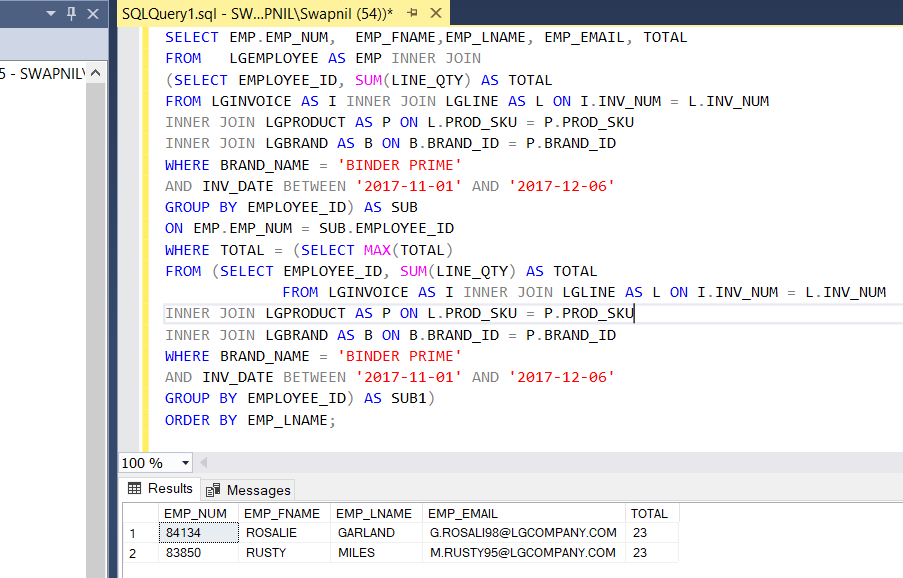 SQLQuery1.sql - SW...PNIL\Swapnil (54))*
5 - SWAPNIL\
SELECT EMP.EMP_NUM,  EMP_FNAME,EMP_LNAME, EMP_EMAIL, TOTAL
FROM   LGEMPLOYEE AS EMP INNER JOIN
(SELECT EMPLOYEE_ID, SUM(LINE_QTY) AS TOTAL
FROM LGINVOICE AS I INNER JOIN LGLINE AS L ON I.INV_NUM = L.INV_NUM
INNER JOIN LGPRODUCT AS P ON L.PROD_SKU = P.PROD_SKU
INNER JOIN LGBRAND AS B ON B.BRAND_ID = P.BRAND_ID
WHERE BRAND_NAME = 'BINDER PRIME'
AND INV_DATE BETWEEN '2017-11-01' AND '2017-12-06'
GROUP BY EMPLOYEE_ID) AS SUB
ON EMP.EMP_NUM = SUB.EMPLOYEE_ID
WHERE TOTAL = (SELECT MAX(TOTAL)
FROM (SELECT EMPLOYEE_ID, SUM(LINE_QTY) AS TOTAL
FROM LGINVOICE AS I INNER JOIN LGLINE AS L ON I.INV_NUM = L.INV_NUM
INNER JOIN LGPRODUCT AS P ON L.PROD_SKU = P.PROD_SKU
INNER JOIN LGBRAND AS B ON B.BRAND_ID = P.BRAND_ID
WHERE BRAND_NAME = 'BINDER PRIME'
AND INV_DATE BETWEEN '2017-11-01' AND '2017-12-06'
GROUP BY EMPLOYEE_ID) AS SUB1)
ORDER BY EMP_LNAME;
100 %
Results Messages
EMP_NUM EMP_FNAME EMP_LNAME EMP_EMAIL TOTAL
1 84134 ROSALIE GARLAND G.ROSALI98@LGCOMPANY.COM 23
2 83850 RUSTY MILES M.RUSTY95@LGCOMPANY.COM 23